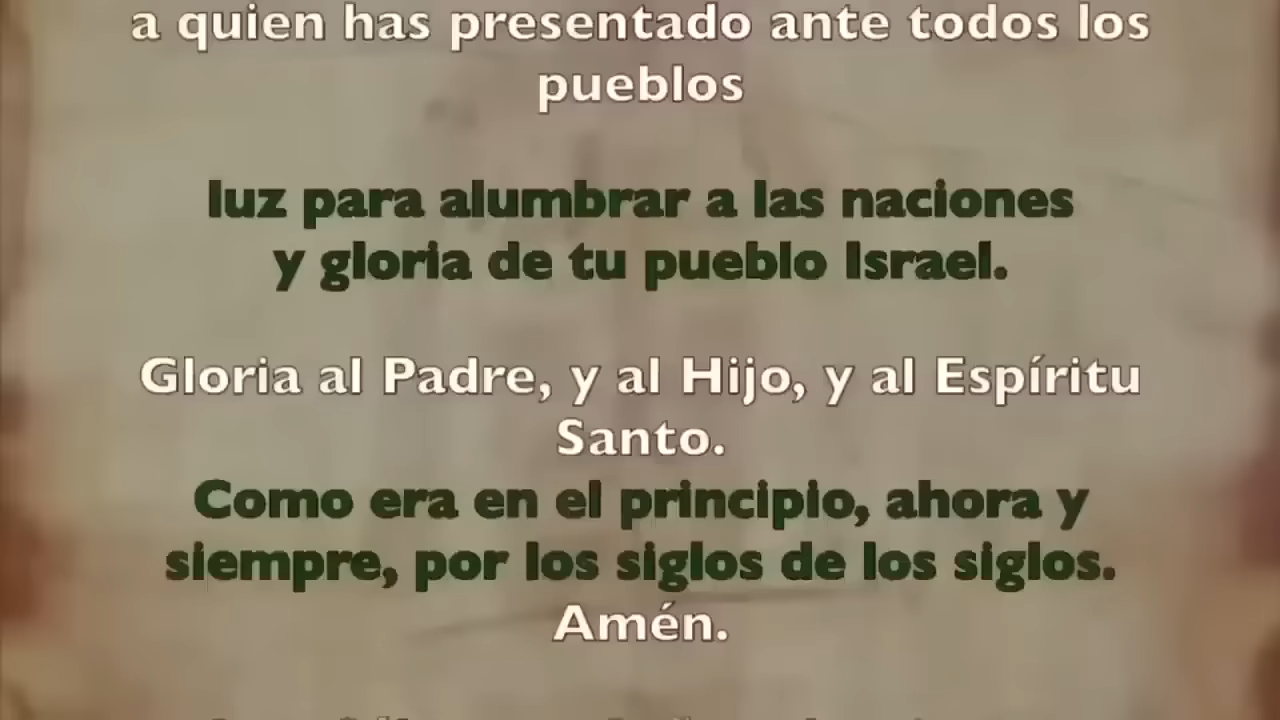 a quien has presentado ante todos los
pueblos
luz para alumbrar a las naciones
y gloria de tu pueblo Israel.
Gloria al Padre, y al Hijo, y al Espíritu
Santo.
Como era en el principio, ahora y
siempre, por los siglos de los siglos.
Amén.